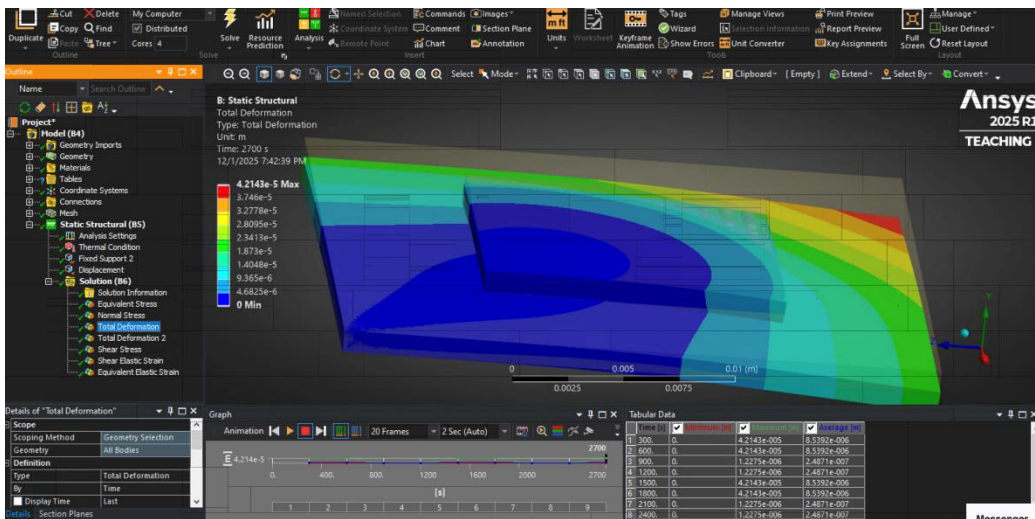 Cut Delete My Computer Named Selection Commands Images Tags Manage Views Print Preview Manage
Copy Find Distributed Coordinate System Comment Section Plane Wizard Selection Information Report Preview User Defined
Duplicate Paste Tree Cores 4 Solve Resource Prediction Analysis Remote Point Chart Annotation Units Worksheet Keyframe Animation Show Errors Unit Converter Key Assignments Full Screen Reset Layout
Outline Solve Insert Tools Layout
Outline
Name Search Outline
Select Mode Clipboard [ Empty ] Extend Select By Convert
Project*
Model (B4)
Geometry Imports
Geometry
Materials
Tables
Coordinate Systems
Connections
Mesh
Static Structural (B5)
Analysis Settings
Thermal Condition
Fixed Support 2
Displacement
Solution (B6)
Solution Information
Equivalent Stress
Normal Stress
Total Deformation
Total Deformation 2
Shear Stress
Shear Elastic Strain
Equivalent Elastic Strain
B: Static Structural
Total Deformation
Type: Total Deformation
Unit: m
Time: 2700 s
12/1/2025 7:42:39 PM
4.2143e-5 Max
3.746e-5
3.2778e-5
2.8095e-5
2.3413e-5
1.873e-5
1.4048e-5
9.365e-6
4.6825e-6
0 Min
Ansys
2025 R1
TEACHING
0 0.005 0.01 (m)
0.0025 0.0075
Details of "Total Deformation"
Scope
Scoping Method Geometry Selection
Geometry All Bodies
Definition
Type Total Deformation
By Time
Display Time Last
Details Section Planes
Graph
Animation 20 Frames 2 Sec (Auto)
2700
4.214e-5
0. 400. 800. 1200 1600 2000 2700
[s]
1 2 3 4 5 6 7 8 9
Tabular Data
Time [s] Minimum [m] Maximum [m] Average [m]
1 300. 0. 4.2143e-005 8.5392e-006
2 600. 0. 4.2143e-005 8.5392e-006
3 900. 0. 1.2275e-006 2.4871e-007
4 1200. 0. 1.2275e-006 2.4871e-007
5 1500. 0. 4.2143e-005 8.5392e-006
6 1800. 0. 4.2143e-005 8.5392e-006
7 2100. 0. 1.2275e-006 2.4871e-007
8 2400. 0. 1.2275e-006 2.4871e-007